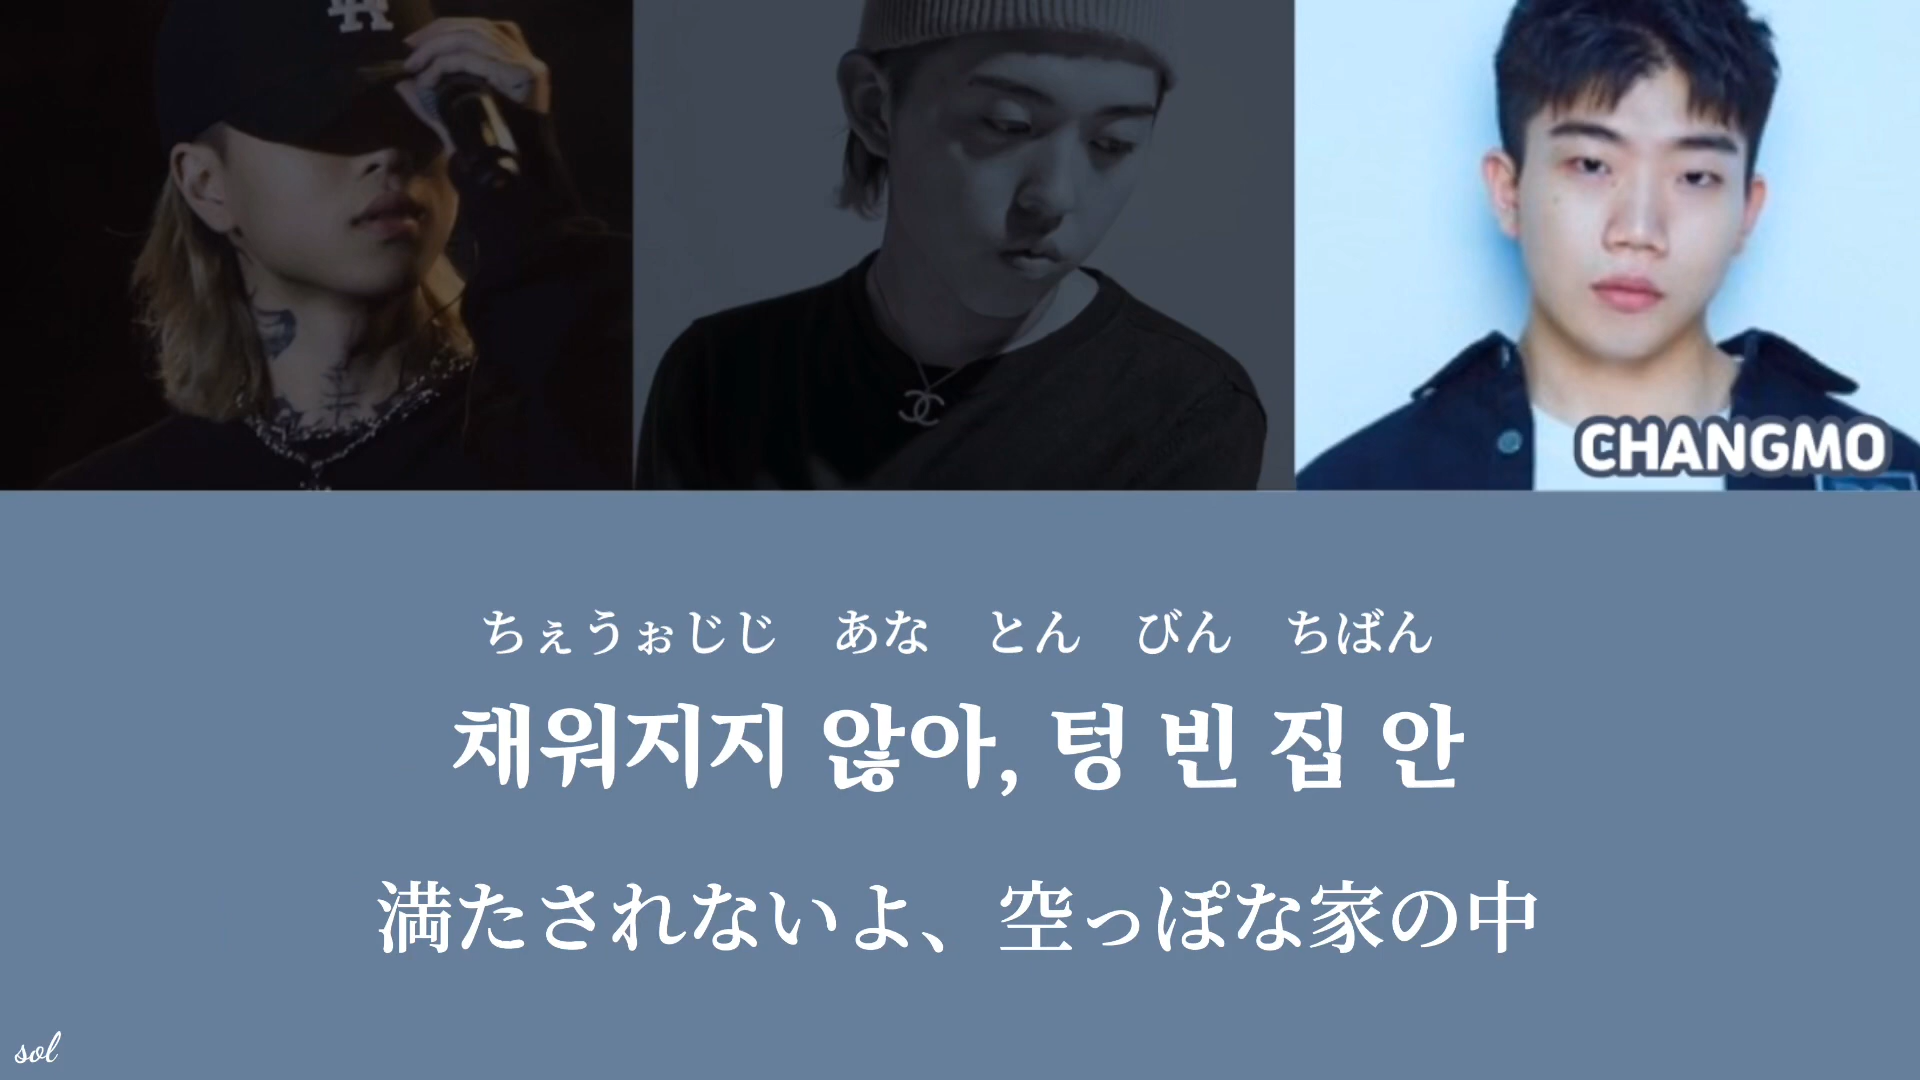 CHANGMO
ちぇうぉじじ　あな　とん　びん　ちばん
채워지지 않아, 텅 빈 집 안
満たされないよ、空っぽな家の中
sol